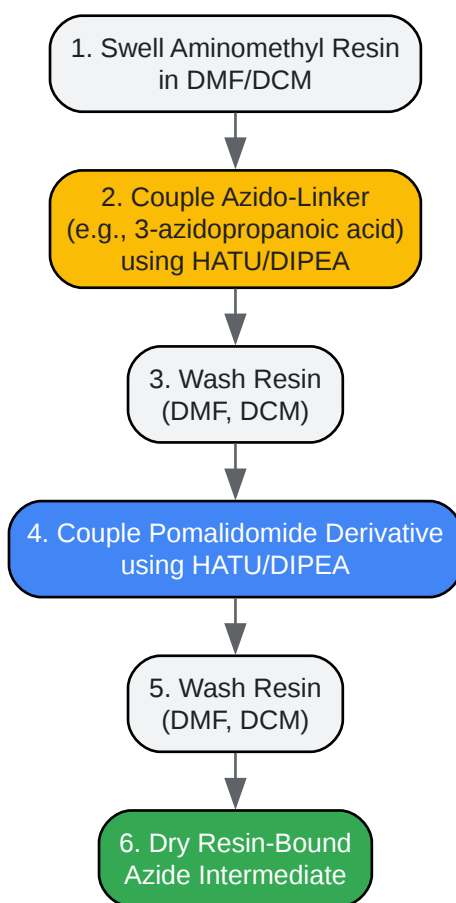 1. Swell Aminomethyl Resin
in DMF/DCM
2. Couple Azido-Linker
(e.g., 3-azidopropanoic acid)
using HATU/DIPEA
3. Wash Resin
(DMF, DCM)
4. Couple Pomalidomide Derivative
using HATU/DIPEA
5. Wash Resin
(DMF, DCM)
6. Dry Resin-Bound
Azide Intermediate